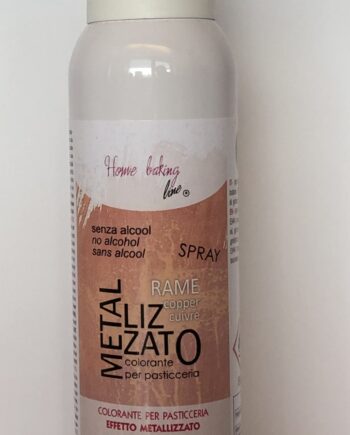 Home baking
line®
senza alcool
no alcohol
sans alcool
SPRAY
RAME
copper
cuivre
METAL
LIZ
ZATO
colorante
per pasticceria
COLORANTE PER PASTICCERIA
EFFETTO METALLIZZATO